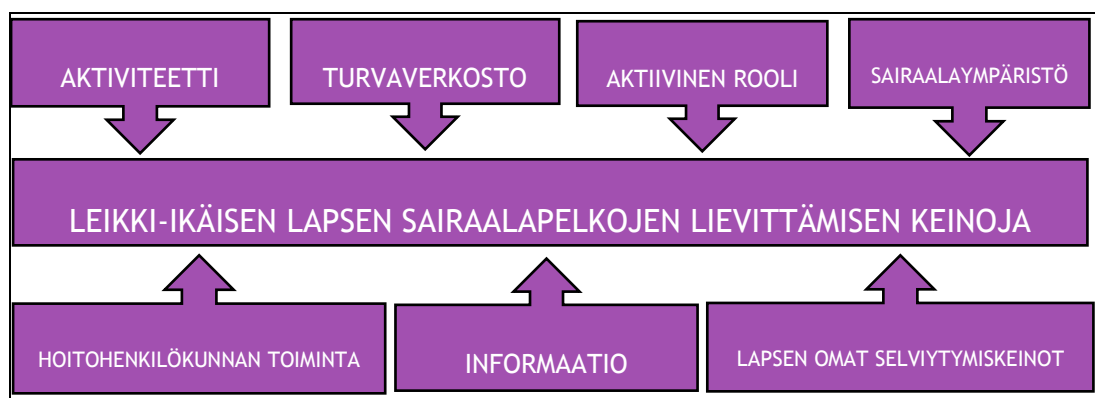 AKTIVITEETTI
TURVAVERKOSTO
AKTIIVINEN ROOLI
SAIRAALAYMPÄRISTÖ
LEIKKI-IKÄISEN LAPSEN SAIRAALAPELKOJEN LIEVITTÄMISEN KEINOJA
HOITOHENKILÖKUNNAN TOIMINTA
INFORMAATIO
LAPSEN OMAT SELVIYTYMISKEINOT